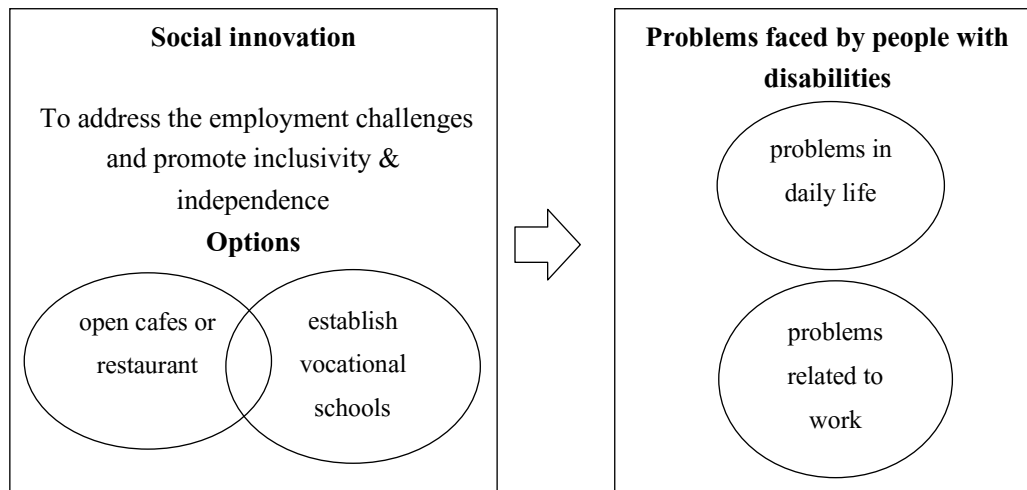 Social innovation
To address the employment challenges
and promote inclusivity &
independence
Options
open cafes or
restaurant
establish
vocational
schools
Problems faced by people with
disabilities
problems in
daily life
problems
related to
work